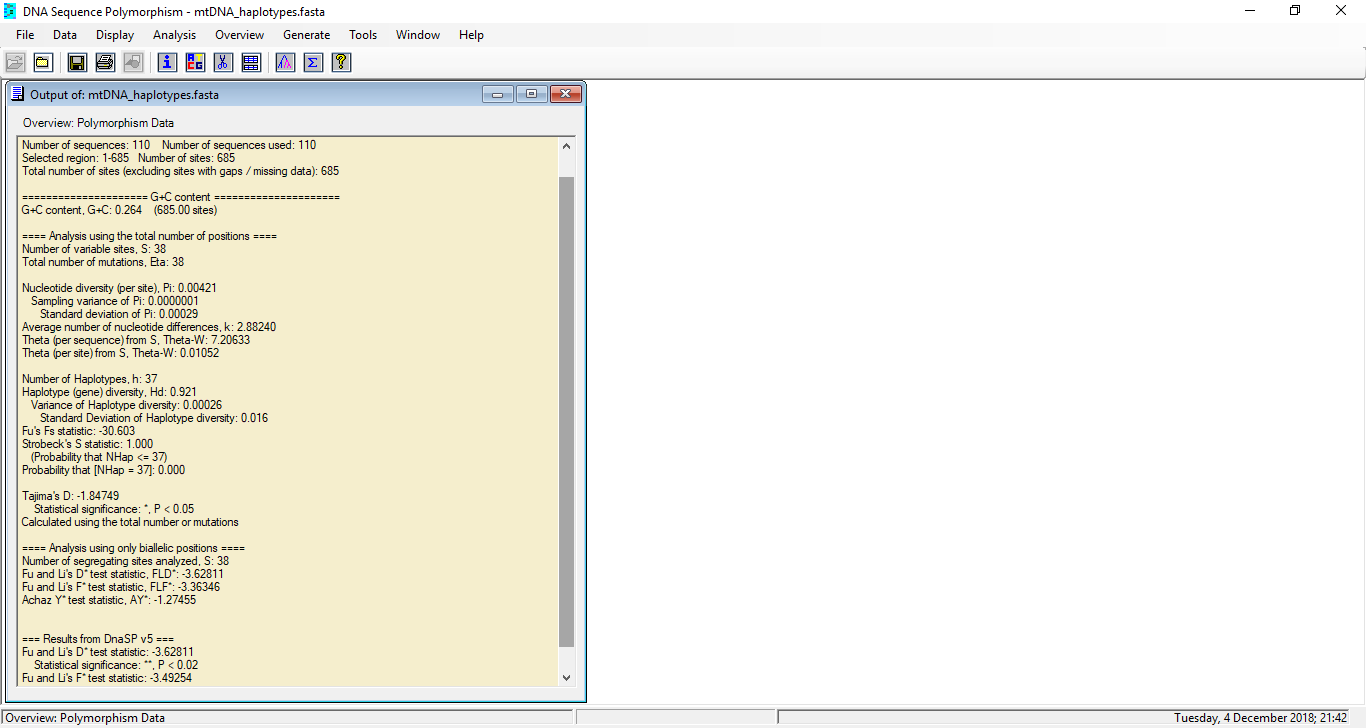 DNA Sequence Polymorphism - mtDNA_haplotypes.fasta
File Data Display Analysis Overview Generate Tools Window Help
Output of: mtDNA_haplotypes.fasta
Overview: Polymorphism Data
Number of sequences: 110 Number of sequences used: 110
Selected region: 1-685 Number of sites: 685
Total number of sites (excluding sites with gaps / missing data): 685
===================== G+C content =====================
G+C content, G+C: 0.264 (685.00 sites)
==== Analysis using the total number of positions ====
Number of variable sites, S: 38
Total number of mutations, Eta: 38
Nucleotide diversity (per site), Pi: 0.00421
Sampling variance of Pi: 0.0000001
Standard deviation of Pi: 0.00029
Average number of nucleotide differences, k: 2.88240
Theta (per sequence) from S, Theta-W: 7.20633
Theta (per site) from S, Theta-W: 0.01052
Number of Haplotypes, h: 37
Haplotype (gene) diversity, Hd: 0.921
Variance of Haplotype diversity: 0.00026
Standard Deviation of Haplotype diversity: 0.016
Fu's Fs statistic: -30.603
Strobeck's S statistic: 1.000
(Probability that NHap <= 37)
Probability that [NHap = 37]: 0.000
Tajima's D: -1.84749
Statistical significance: *, P < 0.05
Calculated using the total number or mutations
==== Analysis using only biallelic positions ====
Number of segregating sites analyzed, S: 38
Fu and Li's D* test statistic, FLD*: -3.62811
Fu and Li's F* test statistic, FLF*: -3.36346
Achaz Y* test statistic, AY*: -1.27455
=== Results from DnaSP v5 ===
Fu and Li's D* test statistic: -3.62811
Statistical significance: **, P < 0.02
Fu and Li's F* test statistic: -3.49254
Overview: Polymorphism Data
Tuesday, 4 December 2018; 21:42